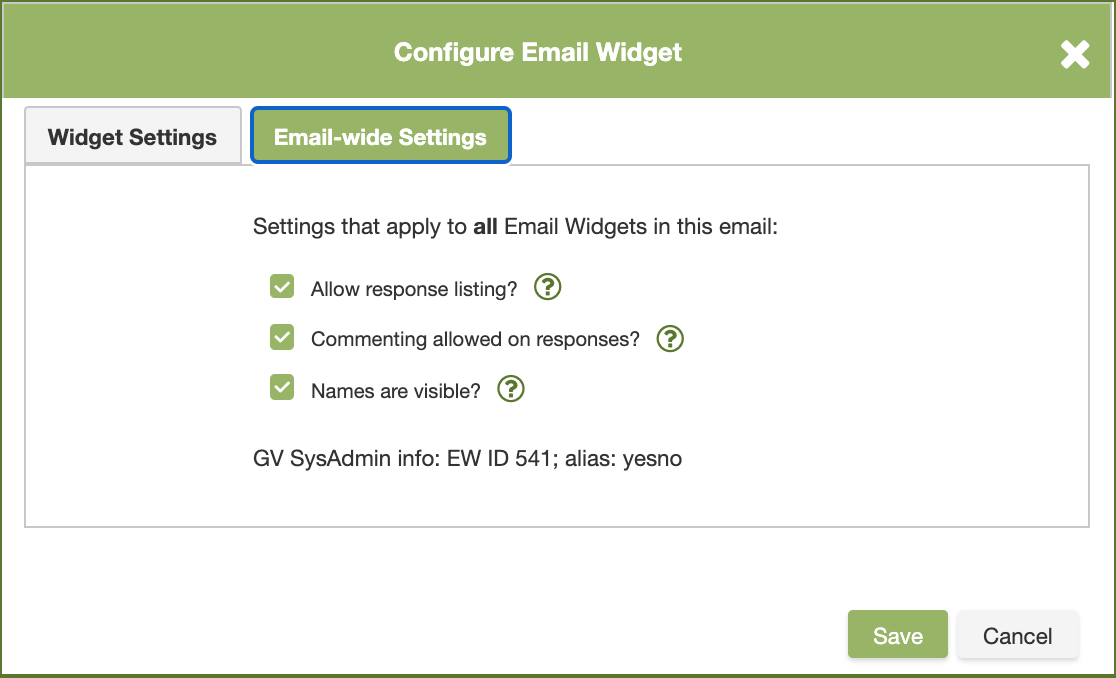 Configure Email Widget
Widget Settings
Email-wide Settings
Settings that apply to all Email Widgets in this email:
Allow response listing? ?
Commenting allowed on responses? ?
Names are visible? ?
GV SysAdmin info: EW ID 541; alias: yesno
Save
Cancel